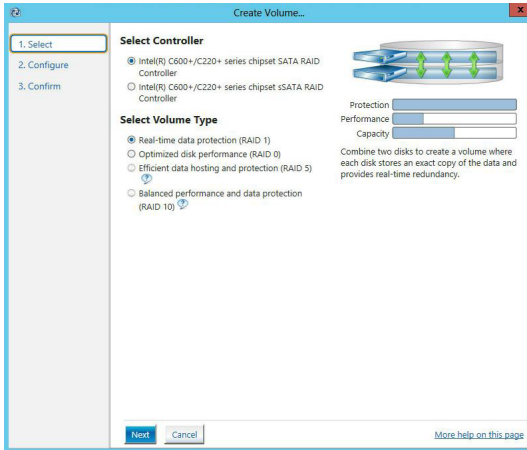 Create Volume...
x
1. Select
2. Configure
3. Confirm
Select Controller
Intel(R) C600+/C220+ series chipset SATA RAID
Controller
Intel(R) C600+/C220+ series chipset sSATA RAID
Controller
Select Volume Type
Real-time data protection (RAID 1)
Optimized disk performance (RAID 0)
Efficient data hosting and protection (RAID 5)
?
Balanced performance and data protection
(RAID 10) ?
Protection
Performance
Capacity
Combine two disks to create a volume where
each disk stores an exact copy of the data and
provides real-time redundancy.
Next
Cancel
More help on this page